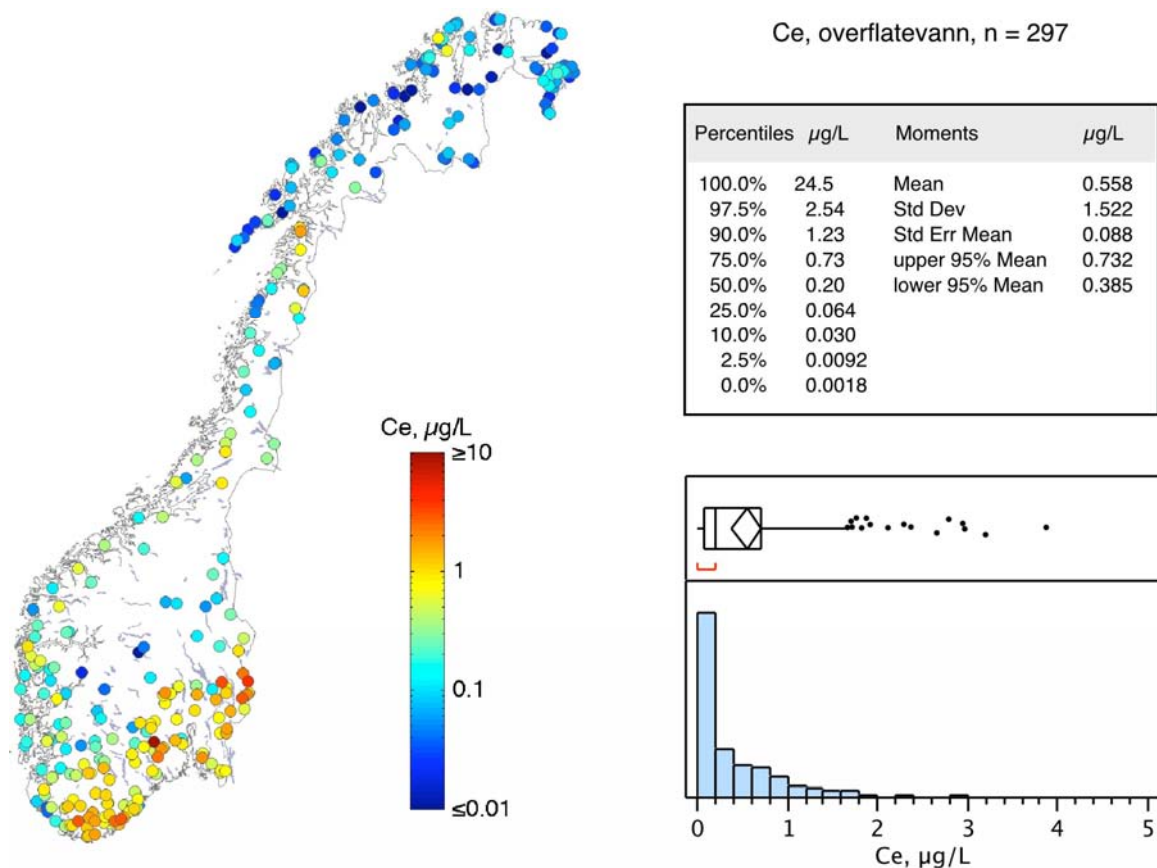 Ce, overflatevann, n = 297
Percentiles µg/L Moments µg/L
100.0% 24.5 Mean 0.558
97.5% 2.54 Std Dev 1.522
90.0% 1.23 Std Err Mean 0.088
75.0% 0.73 upper 95% Mean 0.732
50.0% 0.20 lower 95% Mean 0.385
25.0% 0.064
10.0% 0.030
2.5% 0.0092
0.0% 0.0018
Ce, µg/L
≥10
1
0.1
≤0.01
0 1 2 3 4 5
Ce, µg/L